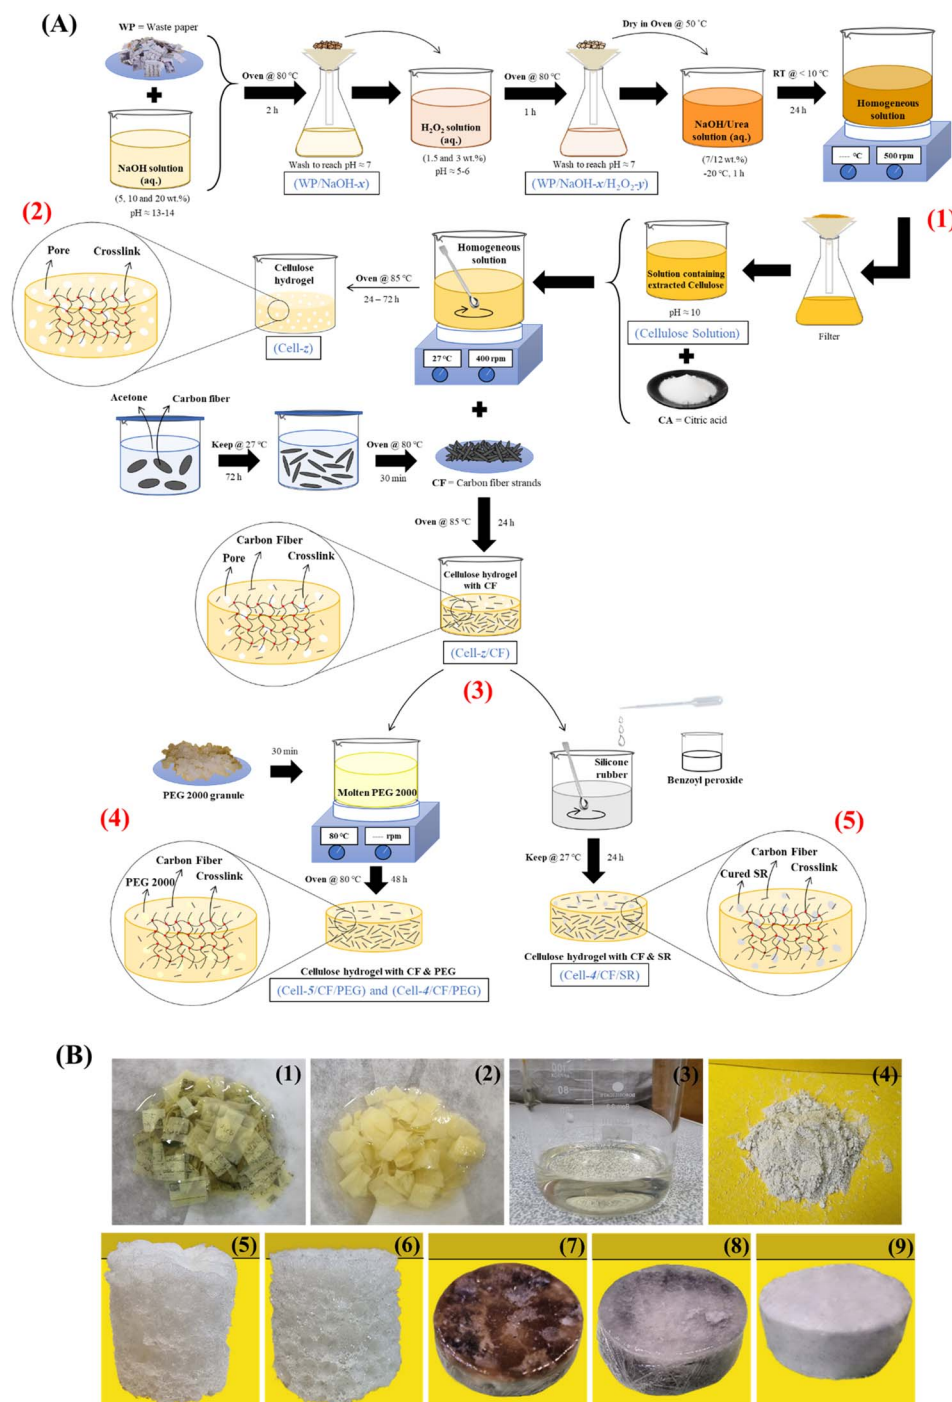 (A)
WP = Waste paper
NaOH solution
(aq.)
(5, 10 and 20 wt.%)
pH ≈ 13-14
Oven @ 80 °C
2 h
Wash to reach pH ≈ 7
(WP/NaOH-x)
H₂O₂ solution
(aq.)
(1.5 and 3 wt.%)
pH ≈ 5-6
Oven @ 80 °C
1 h
Wash to reach pH ≈ 7
(WP/NaOH-x/H₂O₂-y)
Dry in Oven @ 50 °C
NaOH/Urea
solution (aq.)
(7/12 wt.%)
-20 °C, 1 h
RT @ < 10 °C
24 h
Homogeneous
solution
---- °C
500 rpm
(1)
Filter
Solution containing
extracted Cellulose
pH ≈ 10
(Cellulose Solution)
CA = Citric acid
Homogeneous
solution
27 °C
400 rpm
Oven @ 85 °C
24 – 72 h
Cellulose
hydrogel
(Cell-z)
(2)
Pore
Crosslink
Acetone
Carbon fiber
Keep @ 27 °C
72 h
Oven @ 80 °C
30 min
CF = Carbon fiber strands
Oven @ 85 °C
24 h
Carbon Fiber
Pore
Crosslink
Cellulose hydrogel
with CF
(Cell-z/CF)
(3)
PEG 2000 granule
30 min
Molten PEG 2000
80 °C
---- rpm
(4)
Oven @ 80 °C
48 h
Carbon Fiber
PEG 2000
Crosslink
Cellulose hydrogel with CF & PEG
(Cell-5/CF/PEG) and (Cell-4/CF/PEG)
Silicone
rubber
Benzoyl peroxide
Keep @ 27 °C
24 h
(5)
Carbon Fiber
Cured SR
Crosslink
Cellulose hydrogel with CF & SR
(Cell-4/CF/SR)
(B)
(1)
(2)
(3)
(4)
(5)
(6)
(7)
(8)
(9)